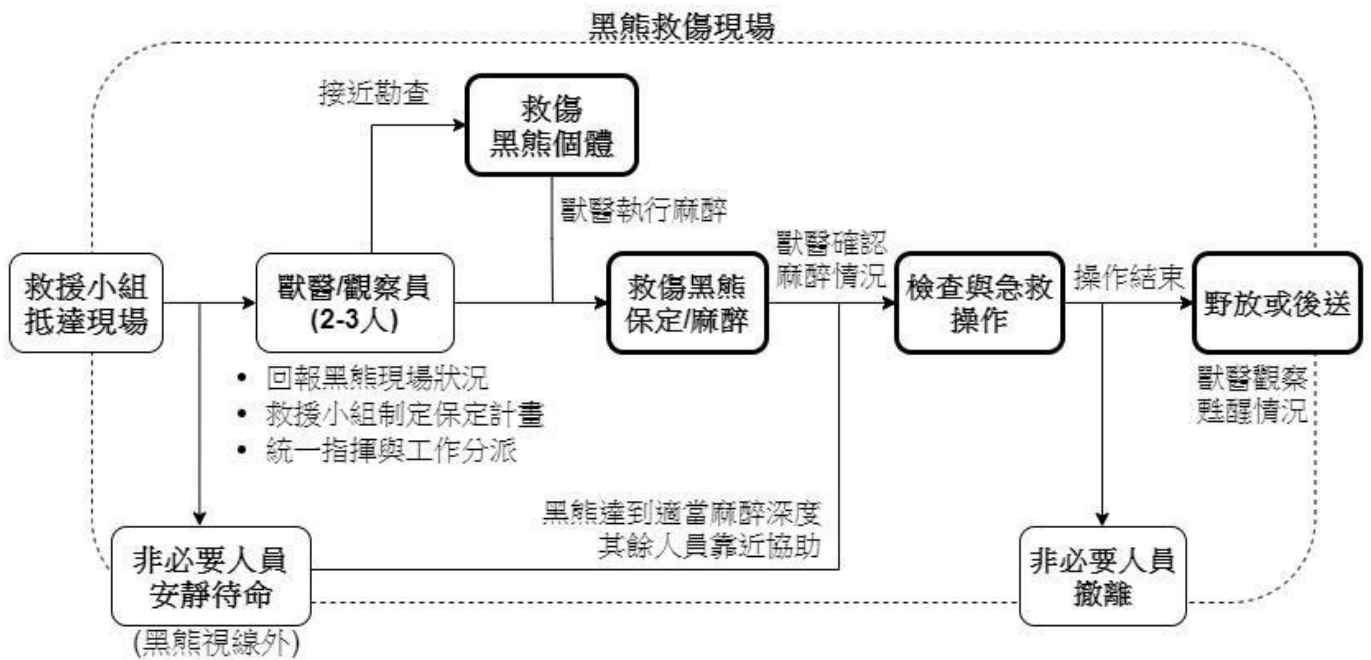 黑熊救傷現場
接近勘查
救傷
黑熊個體
獸醫執行麻醉
救援小組
抵達現場
獸醫/觀察員
(2-3人)
救傷黑熊
保定/麻醉
獸醫確認
麻醉情況
檢查與急救
操作
操作結束
野放或後送
獸醫觀察
甦醒情況
• 回報黑熊現場狀況
• 救援小組制定保定計畫
• 統一指揮與工作分派
黑熊達到適當麻醉深度
其餘人員靠近協助
非必要人員
安靜待命
(黑熊視線外)
非必要人員
撤離